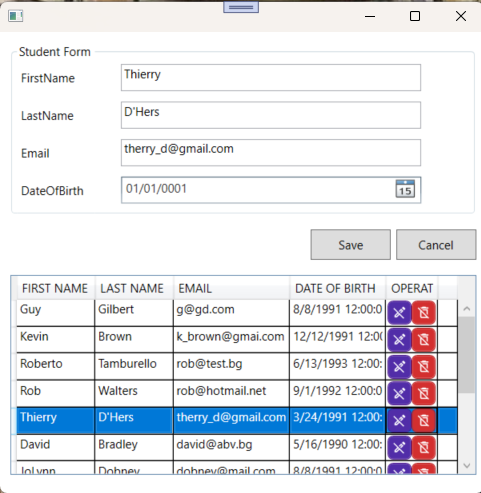 Student Form
FirstName Thierry
LastName D'Hers
Email therry_d@gmail.com
DateOfBirth 01/01/0001 15
Save Cancel
FIRST NAME LAST NAME EMAIL DATE OF BIRTH OPERAT
Guy Gilbert g@gd.com 8/8/1991 12:00:0
Kevin Brown k_brown@gmai.com 12/12/1991 12:0
Roberto Tamburello rob@test.bg 6/13/1993 12:00:
Rob Walters rob@hotmail.net 9/1/1992 12:00:0
Thierry D'Hers therry_d@gmail.com 3/24/1991 12:00:
David Bradley david@abv.bg 5/16/1990 12:00:
JoLynn Dobney dobney@mail.com 8/8/1991 12:00:0